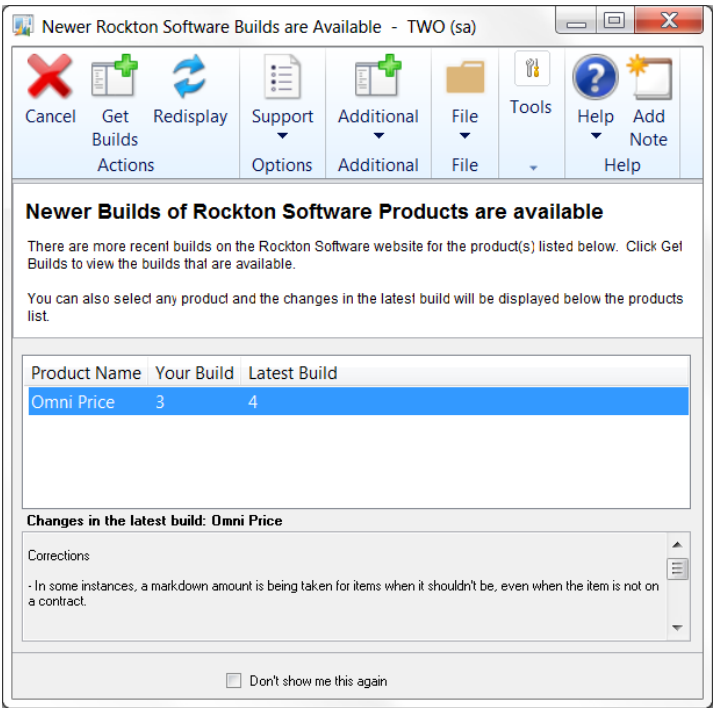 Newer Rockton Software Builds are Available - TWO (sa)
Cancel
Get Builds
Redisplay
Support
Additional
File
Tools
Help
Add Note
Actions
Options
Additional
File
Help
Newer Builds of Rockton Software Products are available
There are more recent builds on the Rockton Software website for the product(s) listed below. Click Get
Builds to view the builds that are available.
You can also select any product and the changes in the latest build will be displayed below the products
list.
Product Name Your Build Latest Build
Omni Price 3 4
Changes in the latest build: Omni Price
Corrections
- In some instances, a markdown amount is being taken for items when it shouldn't be, even when the item is not on
a contract.
Don't show me this again